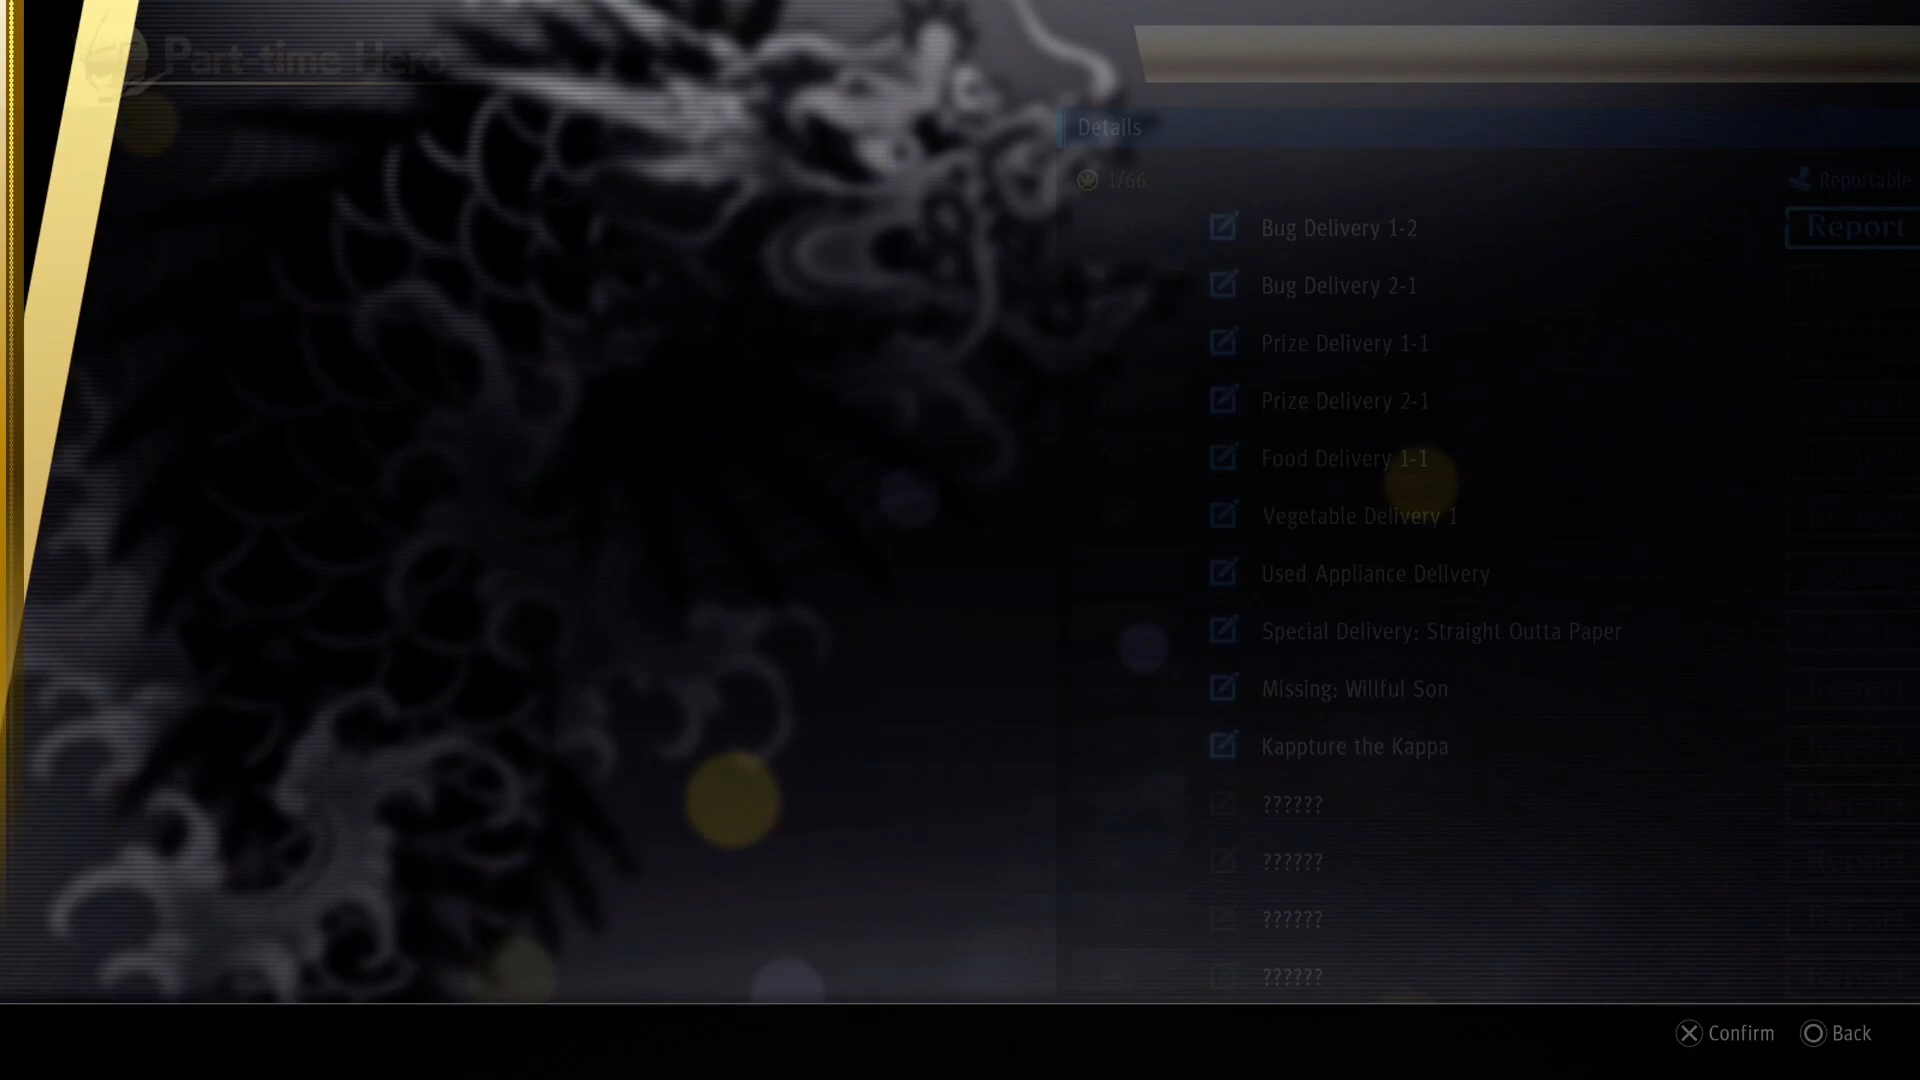 Part-time Hero
Details
1/66
Reportable
Bug Delivery 1-2
Report
Bug Delivery 2-1
Prize Delivery 1-1
Prize Delivery 2-1
Food Delivery 1-1
Vegetable Delivery 1
Used Appliance Delivery
Special Delivery: Straight Outta Paper
Missing: Willful Son
Kappture the Kappa
??????
??????
??????
??????
Confirm
Back